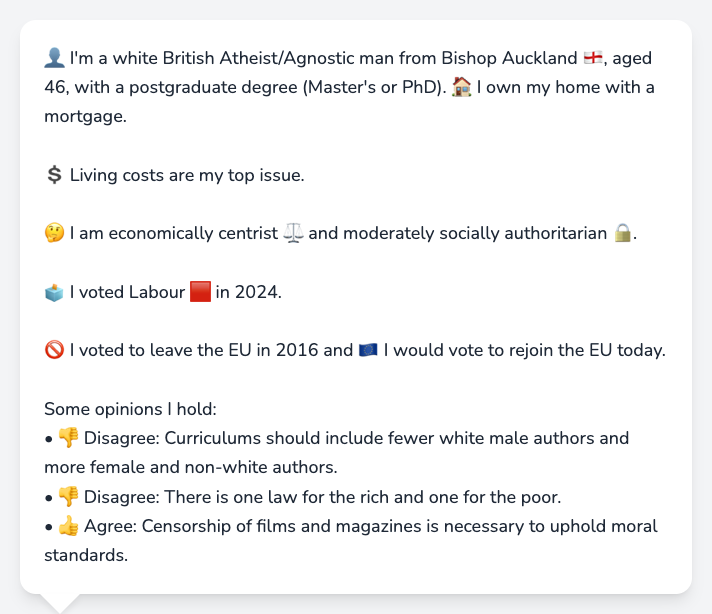 👤 I'm a white British Atheist/Agnostic man from Bishop Auckland 🏴󠁧󠁢󠁥󠁮󠁧󠁿, aged
46, with a postgraduate degree (Master's or PhD). 🏠 I own my home with a
mortgage.
💲 Living costs are my top issue.
🤔 I am economically centrist ⚖️ and moderately socially authoritarian 🔒.
🗳️ I voted Labour 🟥 in 2024.
🚫 I voted to leave the EU in 2016 and 🇪🇺 I would vote to rejoin the EU today.
Some opinions I hold:
• 👎 Disagree: Curriculums should include fewer white male authors and
more female and non-white authors.
• 👎 Disagree: There is one law for the rich and one for the poor.
• 👍 Agree: Censorship of films and magazines is necessary to uphold moral
standards.